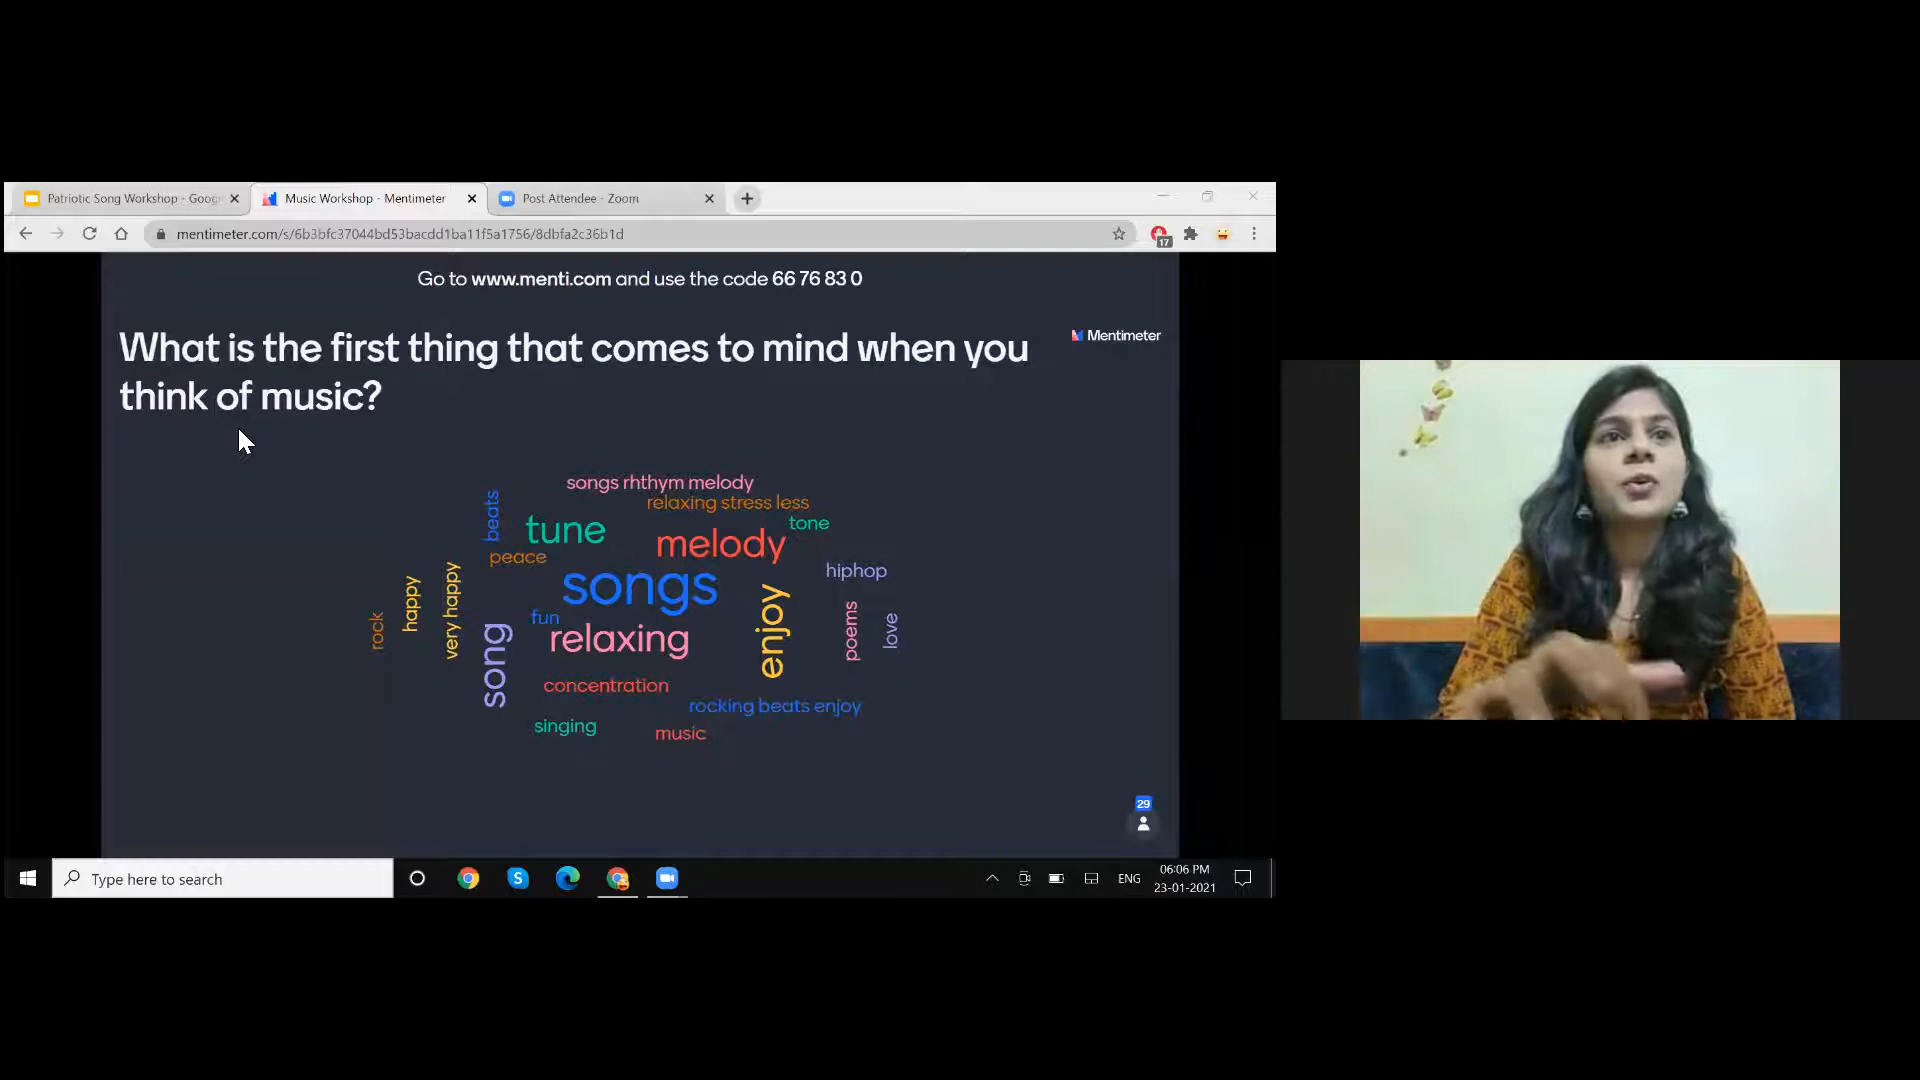 Patriotic Song Workshop - Goog
Music Workshop - Mentimeter
Post Attendee - Zoom
mentimeter.com/s/6b3bfc37044bd53bacdd1ba11f5a1756/8dbfa2c36b1d
17
Go to www.menti.com and use the code 66 76 83 0
What is the first thing that comes to mind when you
think of music?
Mentimeter
songs rhthym melody
relaxing stress less
beats
tune
tone
melody
peace
hiphop
songs
happy
very happy
enjoy
rock
fun
poems
love
song
relaxing
concentration
rocking beats enjoy
singing
music
29
Type here to search
ENG
06:06 PM
23-01-2021